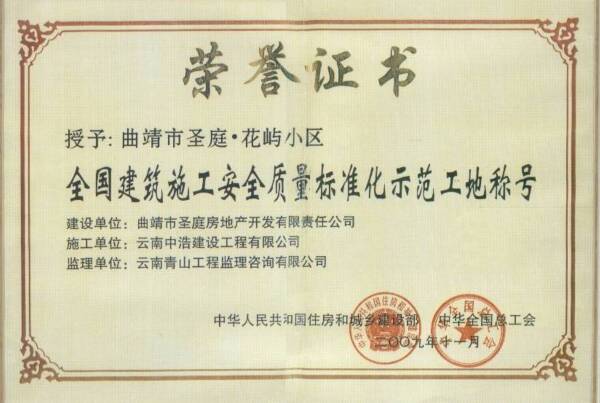 荣誉证书
授予: 曲靖市圣庭·花屿小区
全国建筑施工安全质量标准化示范工地称号
建设单位: 曲靖市圣庭房地产开发有限责任公司
施工单位: 云南中浩建设工程有限公司
监理单位: 云南青山工程监理咨询有限公司
中华人民共和国住房和城乡建设部 中华全国总工会
二〇〇九年十一月